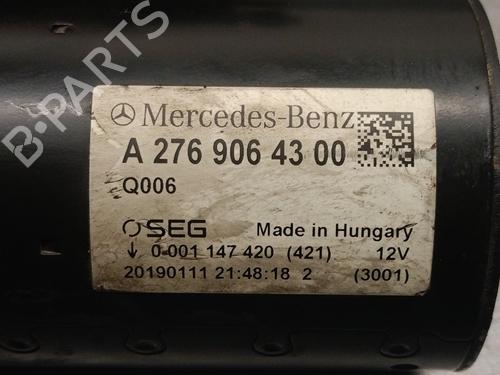 Mercedes-Benz
A 276 906 43 00
Q006
SEG Made in Hungary
0 001 147 420 (421) 12V
20190111 21:48:18 2 (3001)
B-PARTS